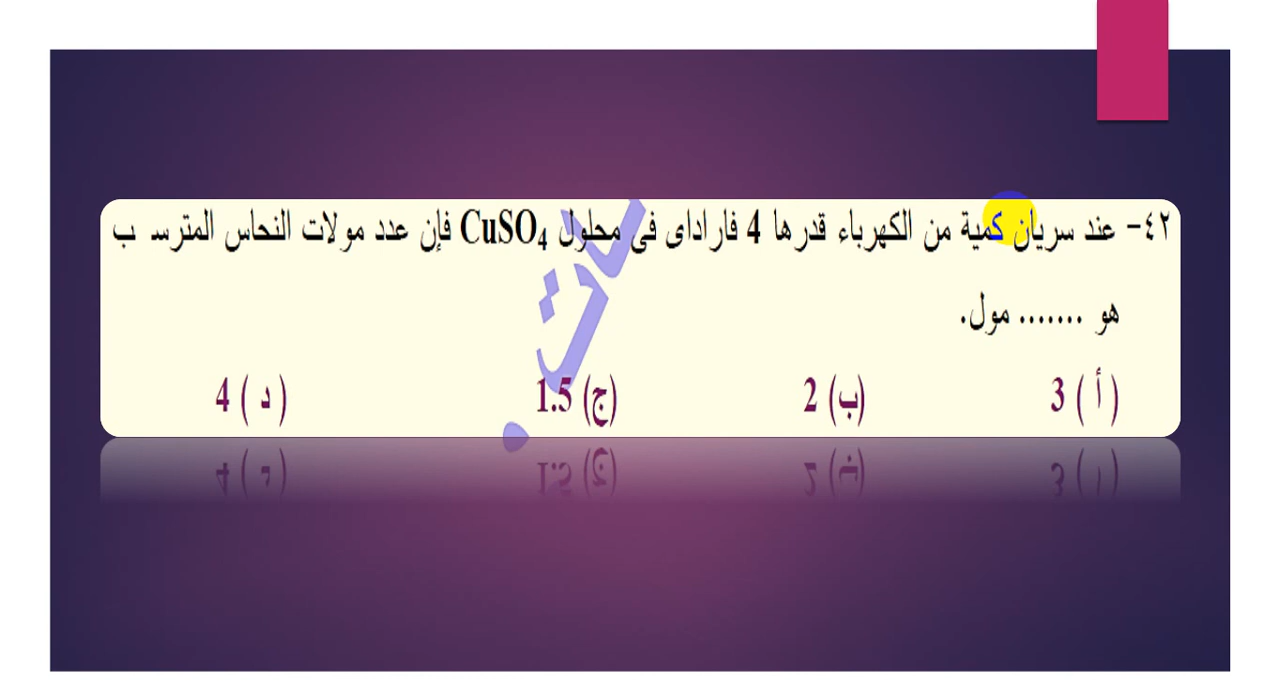 ٤٢- عند سريان كمية من الكهرباء قدرها 4 فاراداى فى محلول CuSO₄ فإن عدد مولات النحاس المترسـ ب
هو ....... مول.
( أ ) 3 (ب) 2 (ج) 1.5 ( د ) 4